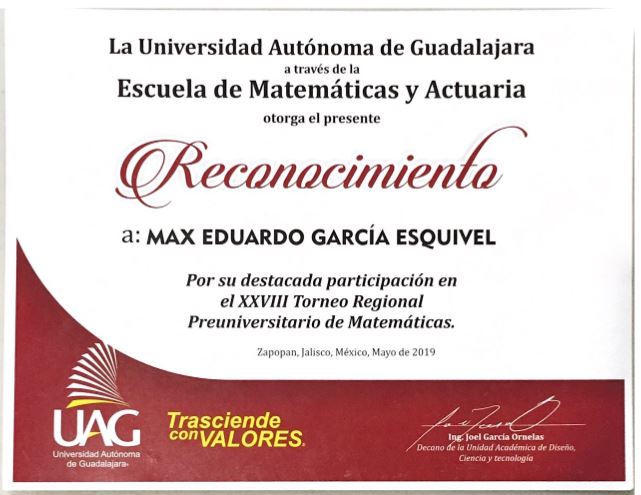 La Universidad Autónoma de Guadalajara
a través de la
Escuela de Matemáticas y Actuaria
otorga el presente
Reconocimiento
a: MAX EDUARDO GARCÍA ESQUIVEL
Por su destacada participación en
el XXVIII Torneo Regional
Preuniversitario de Matemáticas.
Zapopan, Jalisco, México, Mayo de 2019
UAG
Universidad Autónoma
de Guadalajara
Trasciende
con VALORES.
Ing. Joel García Ornelas
Decano de la Unidad Académica de Diseño,
Ciencia y tecnología